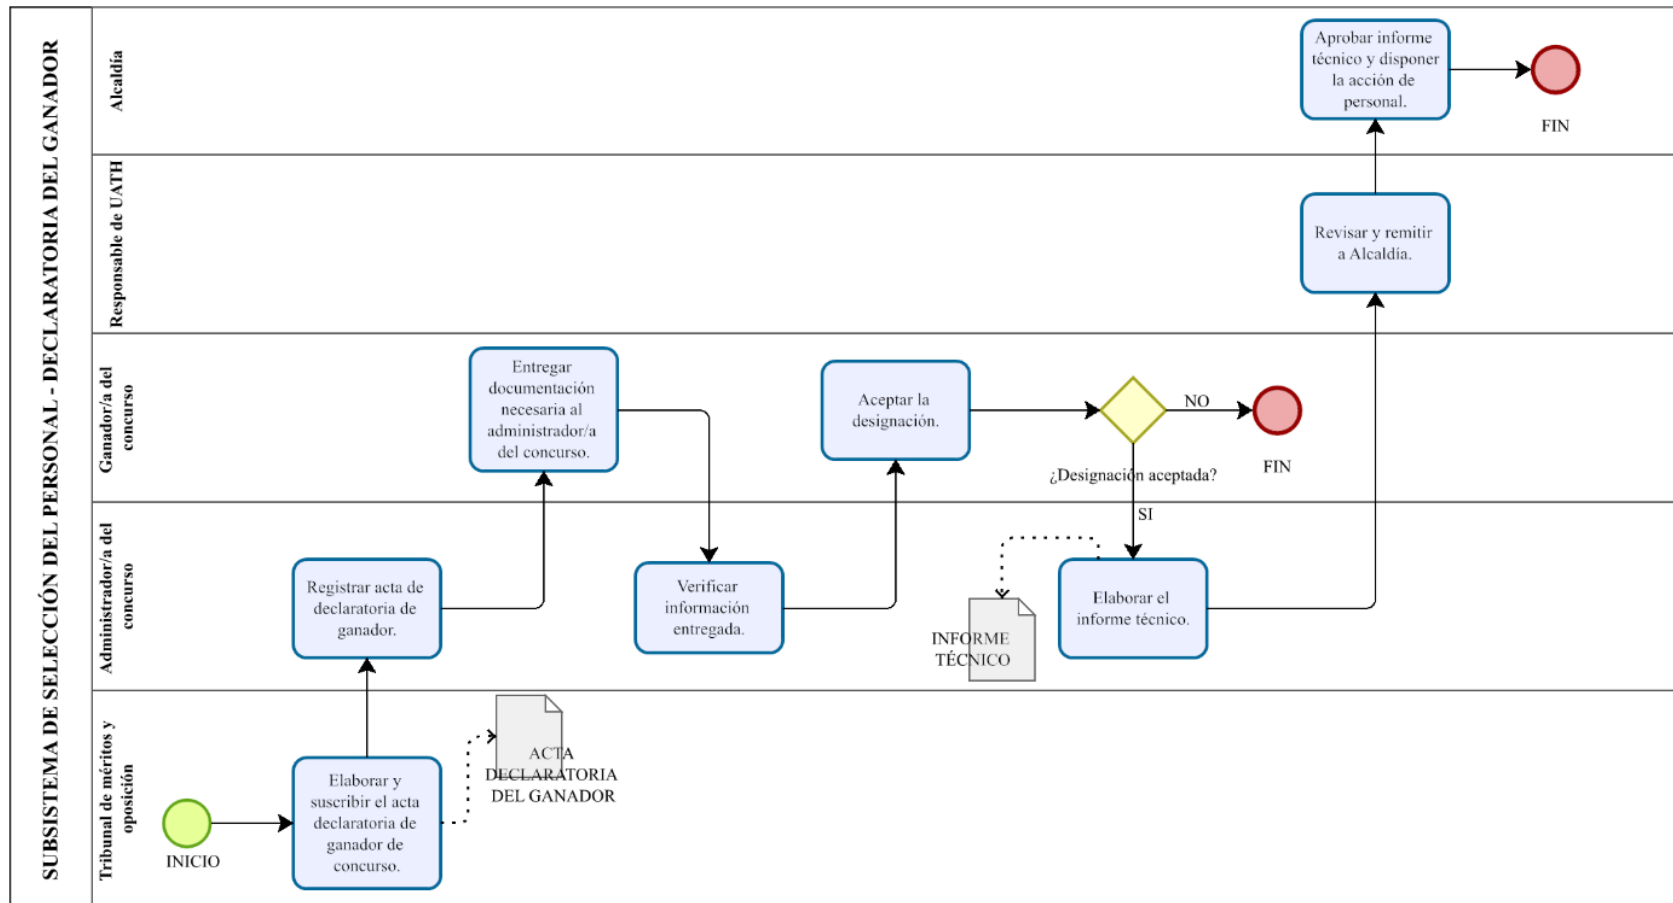 SUBSISTEMA DE SELECCIÓN DEL PERSONAL - DECLARATORIA DEL GANADOR
Alcaldía
Aprobar informe
técnico y disponer
la acción de
personal.
FIN
Responsable de UATH
Revisar y remitir
a Alcaldía.
Ganador/a del
concurso
Entregar
documentación
necesaria al
administrador/a
del concurso.
Aceptar la
designación.
NO
FIN
¿Designación aceptada?
SI
Administrador/a del
concurso
Registrar acta de
declaratoria de
ganador.
Verificar
información
entregada.
INFORME
TÉCNICO
Elaborar el
informe técnico.
Tribunal de méritos y
oposición
INICIO
Elaborar y
suscribir el acta
declaratoria de
ganador de
concurso.
ACTA
DECLARATORIA
DEL GANADOR